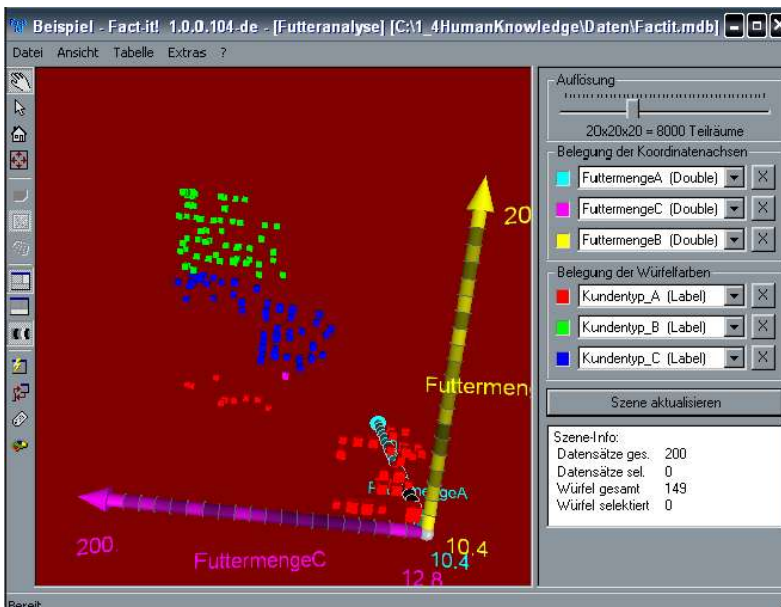 Beispiel - Fact-it! 1.0.0.104-de - [Futteranalyse] [C:\1_4HumanKnowledge\Daten\Factit.mdb]
Datei Ansicht Tabelle Extras ?
Auflösung
20x20x20 = 8000 Teilräume
Belegung der Koordinatenachsen
FuttermengeA (Double)
FuttermengeC (Double)
FuttermengeB (Double)
Belegung der Würfelfarben
Kundentyp_A (Label)
Kundentyp_B (Label)
Kundentyp_C (Label)
Szene aktualisieren
Szene-Info:
Datensätze ges. 200
Datensätze sel. 0
Würfel gesamt 149
Würfel selektiert 0
20
Futtermeng
200.
FuttermengeC
12.8
10.4
10.4
Bereit